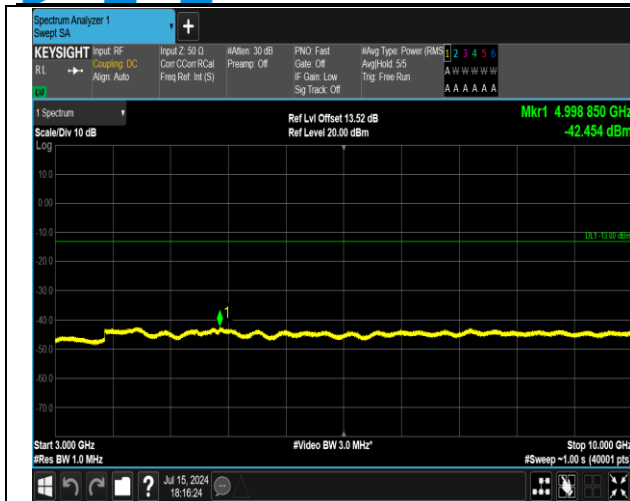 Spectrum Analyzer 1
Swept SA
+
KEYSIGHT
RL
Input: RF
Coupling: DC
Align: Auto
Input Z: 50 Ω
Corr CCorr RCal
Freq Ref: Int (S)
#Atten: 30 dB
Preamp: Off
PNO: Fast
Gate: Off
IF Gain: Low
Sig Track: Off
#Avg Type: Power (RMS
Avg|Hold: 5/5
Trig: Free Run
1 2 3 4 5 6
A W W W W W
A A A A A A
1 Spectrum
Scale/Div 10 dB
Ref Lvl Offset 13.52 dB
Ref Level 20.00 dBm
Mkr1 4.998 850 GHz
-42.454 dBm
Log
10.0
0.00
-10.0
DL1 -13.00 dBm
-20.0
-30.0
-40.0
1
-50.0
-60.0
-70.0
Start 3.000 GHz
#Res BW 1.0 MHz
#Video BW 3.0 MHz*
Stop 10.000 GHz
#Sweep ~1.00 s (40001 pts)
?
Jul 15, 2024
18:16:24